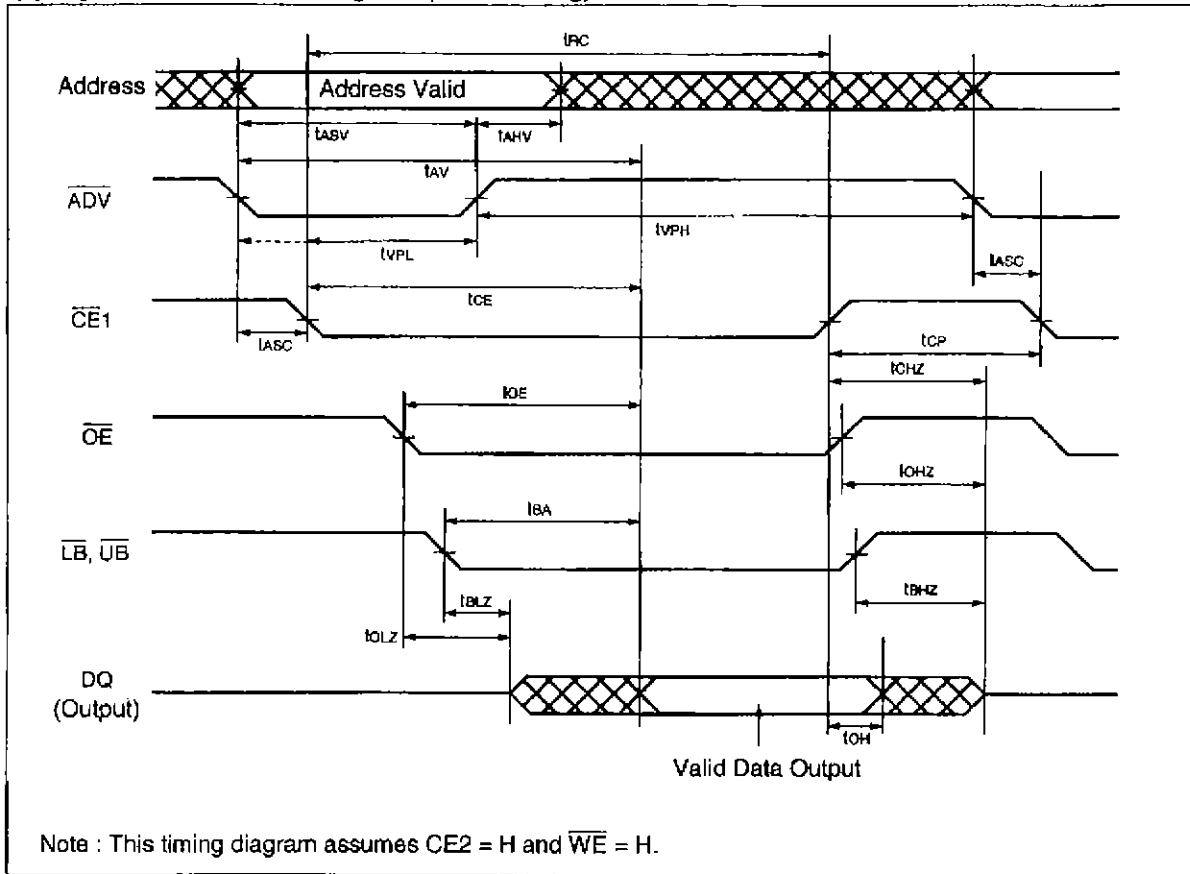 tRC
Address
Address Valid
tASV
tAHV
tAV
ADV
tVPH
tVPL
tASC
tCE
CE1
tASC
tCP
tCHZ
tOE
OE
tOHZ
tBA
LB, UB
tBLZ
tBHZ
tOLZ
DQ
(Output)
tOH
Valid Data Output
Note : This timing diagram assumes CE2 = H and WE = H.